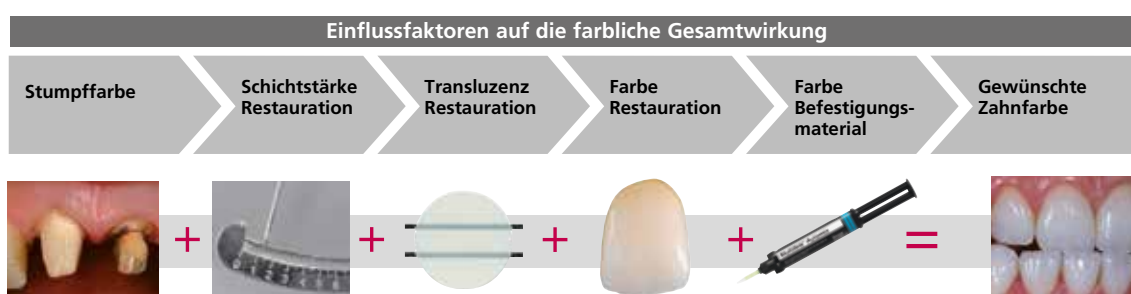 Einflussfaktoren auf die farbliche Gesamtwirkung
Stumpffarbe
Schichtstärke
Restauration
Transluzenz
Restauration
Farbe
Restauration
Farbe
Befestigungs-
material
Gewünschte
Zahnfarbe
+
+
+
+
=